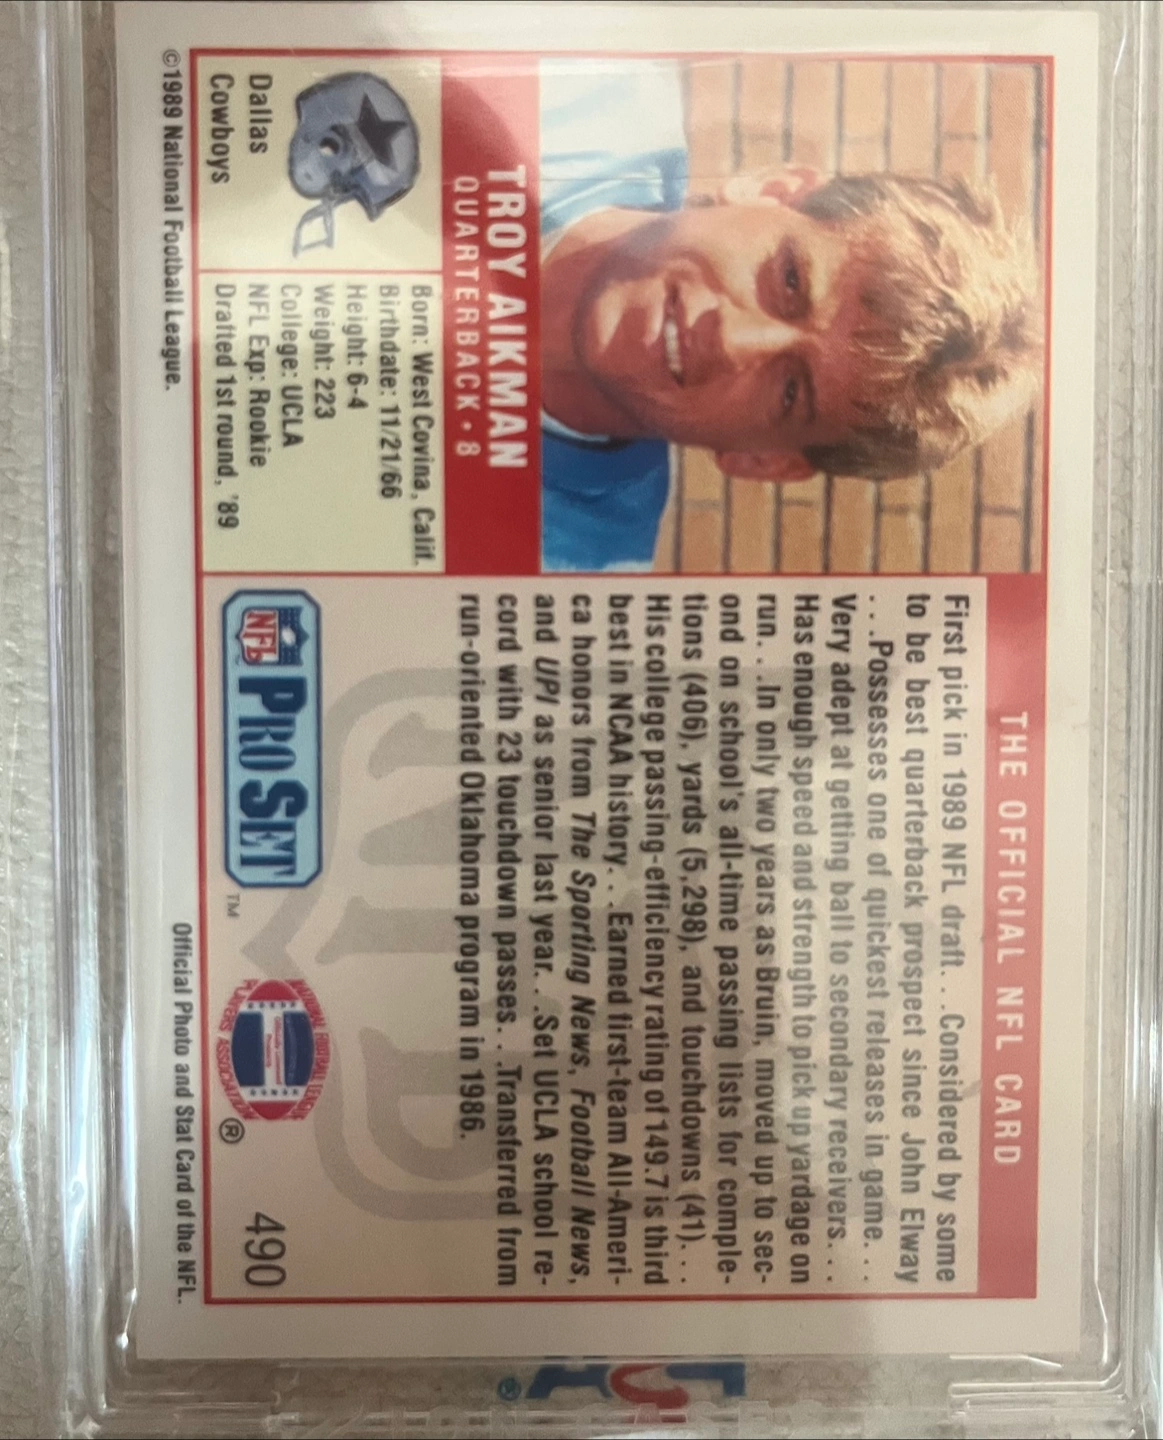 THE OFFICIAL NFL CARD
TROY AIKMAN
QUARTERBACK • 8
Dallas
Cowboys
Born: West Covina, Calif.
Birthdate: 11/21/66
Height: 6-4
Weight: 223
College: UCLA
NFL Exp: Rookie
Drafted 1st round, '89
First pick in 1989 NFL draft. . .Considered by some
to be best quarterback prospect since John Elway
. . .Possesses one of quickest releases in game. . .
Very adept at getting ball to secondary receivers. . .
Has enough speed and strength to pick up yardage on
run. . .In only two years as Bruin, moved up to sec-
ond on school's all-time passing lists for comple-
tions (406), yards (5,298), and touchdowns (41). . .
His college passing-efficiency rating of 149.7 is third
best in NCAA history. . .Earned first-team All-Ameri-
ca honors from The Sporting News, Football News,
and UPI as senior last year. . .Set UCLA school re-
cord with 23 touchdown passes. . .Transferred from
run-oriented Oklahoma program in 1986.
NFL PRO SET ™
NATIONAL FOOTBALL LEAGUE
PLAYERS ASSOCIATION ®
490
©1989 National Football League.
Official Photo and Stat Card of the NFL.